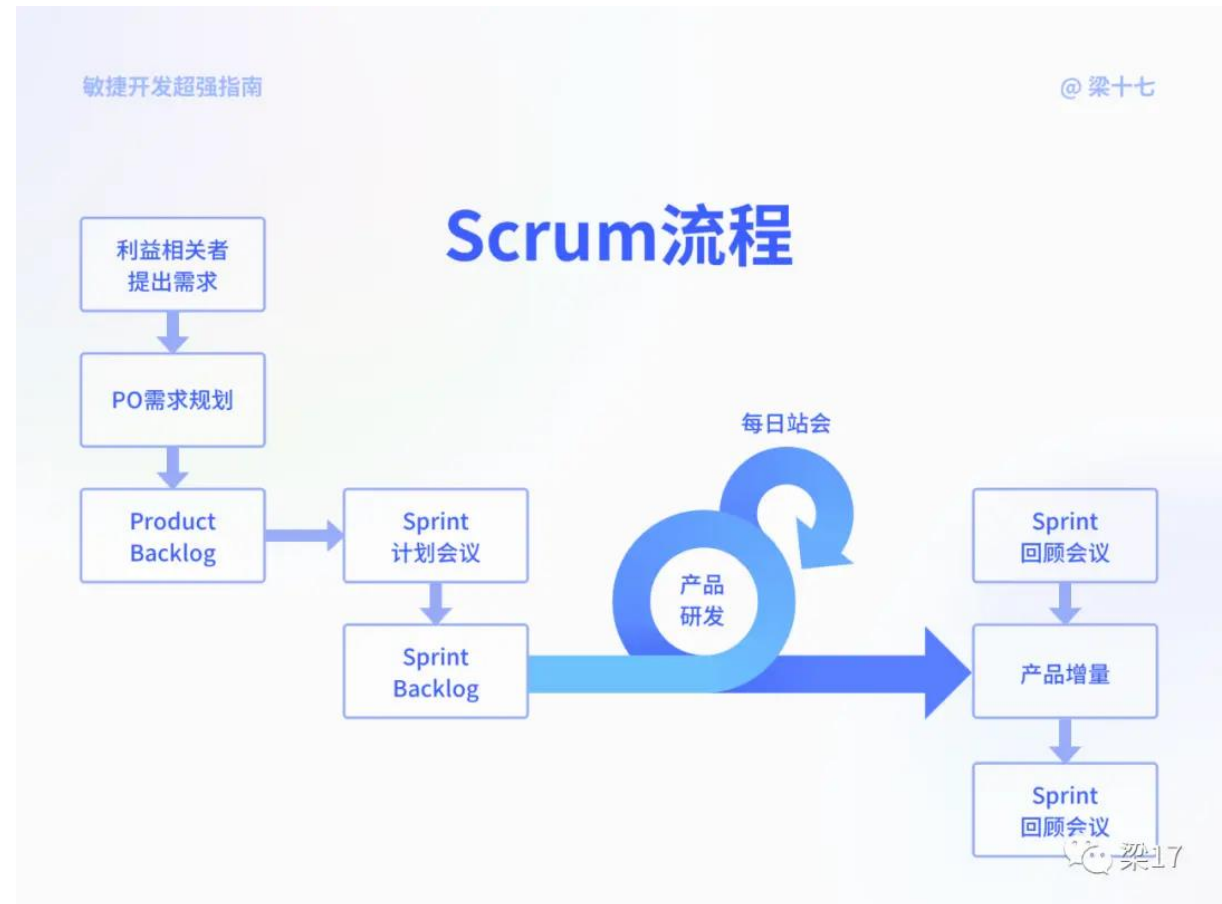 敏捷开发超强指南
@ 梁十七
Scrum流程
利益相关者
提出需求
PO需求规划
Product
Backlog
Sprint
计划会议
Sprint
Backlog
每日站会
产品
研发
Sprint
回顾会议
产品增量
Sprint
回顾会议
梁17